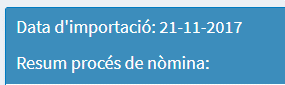 Data d'importació: 21-11-2017
Resum procés de nòmina: